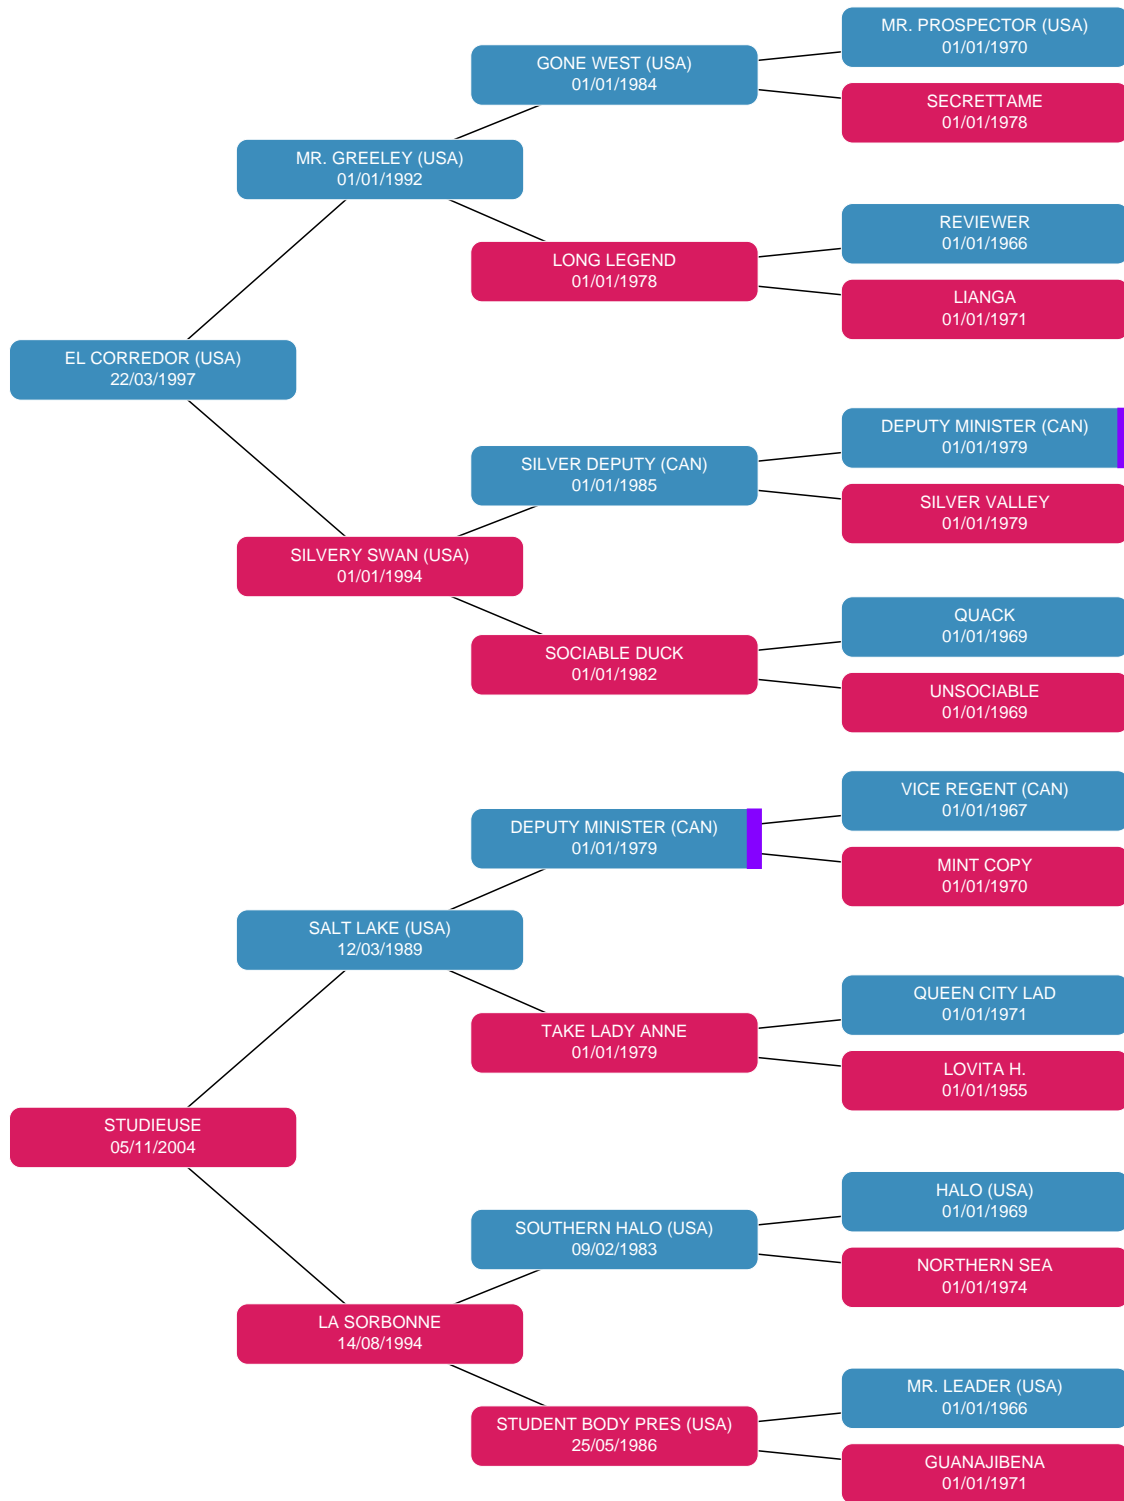 MR. PROSPECTOR (USA)
01/01/1970
GONE WEST (USA)
01/01/1984
SECRETTAME
01/01/1978
MR. GREELEY (USA)
01/01/1992
REVIEWER
01/01/1966
LONG LEGEND
01/01/1978
LIANGA
01/01/1971
EL CORREDOR (USA)
22/03/1997
DEPUTY MINISTER (CAN)
01/01/1979
SILVER DEPUTY (CAN)
01/01/1985
SILVER VALLEY
01/01/1979
SILVERY SWAN (USA)
01/01/1994
QUACK
01/01/1969
SOCIABLE DUCK
01/01/1982
UNSOCIABLE
01/01/1969
VICE REGENT (CAN)
01/01/1967
DEPUTY MINISTER (CAN)
01/01/1979
MINT COPY
01/01/1970
SALT LAKE (USA)
12/03/1989
QUEEN CITY LAD
01/01/1971
TAKE LADY ANNE
01/01/1979
LOVITA H.
01/01/1955
STUDIEUSE
05/11/2004
HALO (USA)
01/01/1969
SOUTHERN HALO (USA)
09/02/1983
NORTHERN SEA
01/01/1974
LA SORBONNE
14/08/1994
MR. LEADER (USA)
01/01/1966
STUDENT BODY PRES (USA)
25/05/1986
GUANAJIBENA
01/01/1971